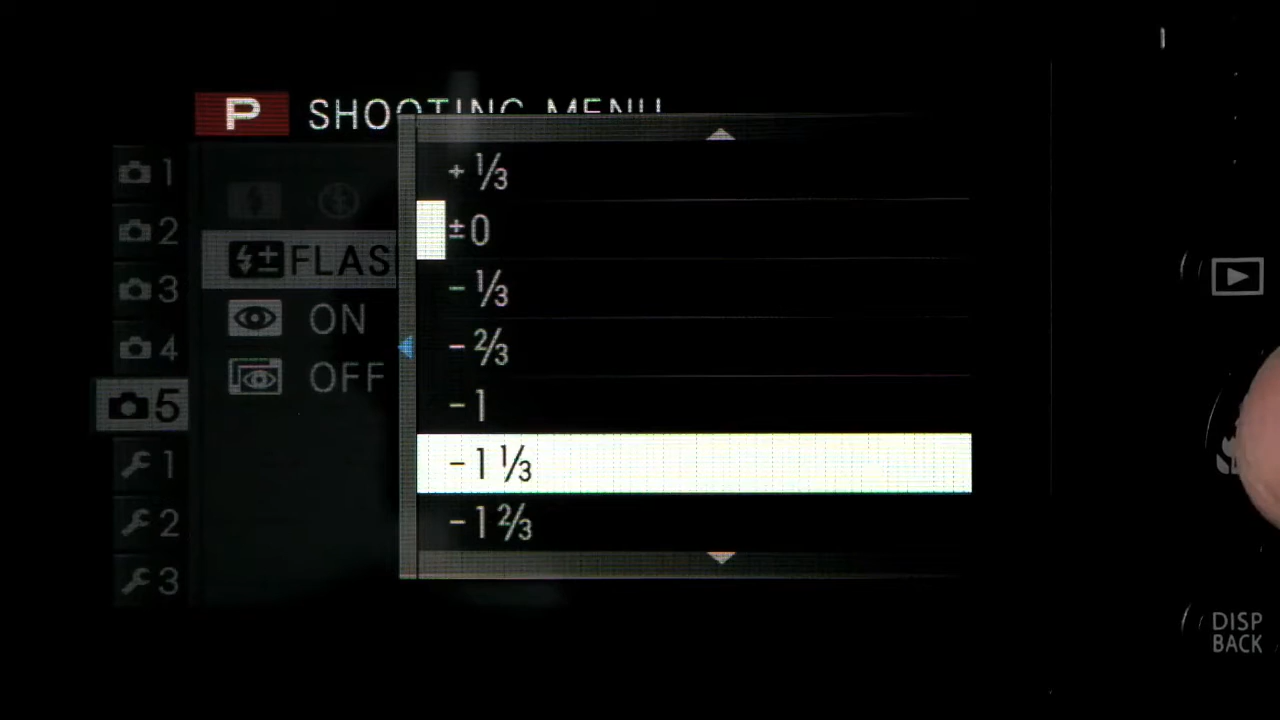 P SHOOTING MENU
1
2
3
4
5
1
2
3
FLAS
ON
OFF
+ ⅓
±0
- ⅓
- ⅔
-1
-1 ⅓
-1 ⅔
DISP
BACK